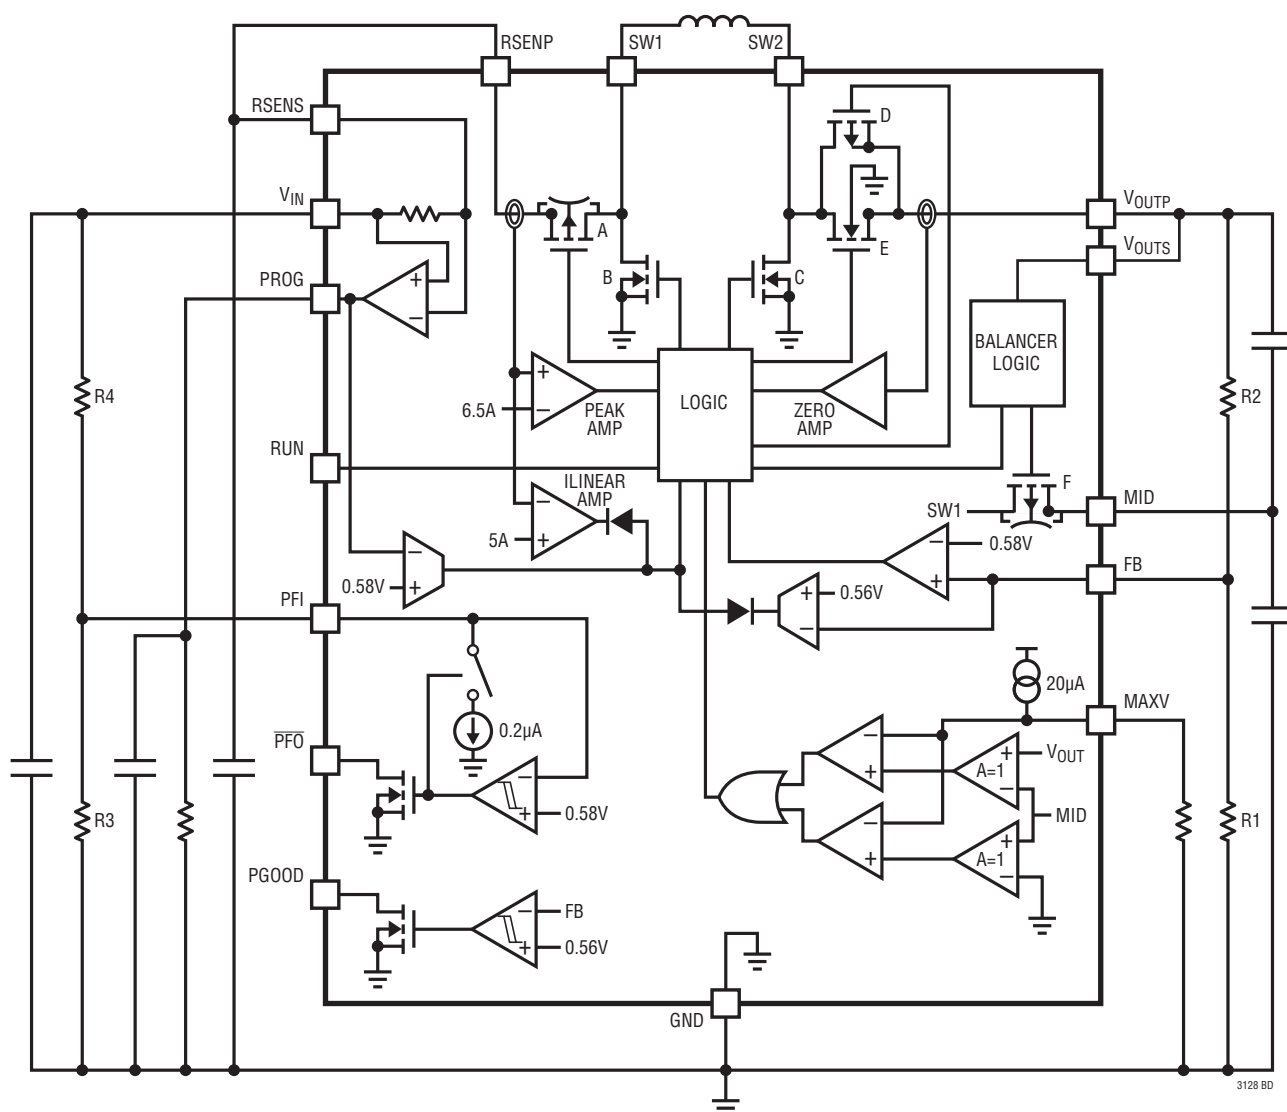 RSENP
SW1
SW2
RSENS
D
VIN
VOUTP
A
E
VOUTS
PROG
B
C
BALANCER
LOGIC
R4
+
−
6.5A
PEAK
AMP
LOGIC
ZERO
AMP
R2
RUN
ILINEAR
AMP
F
SW1
MID
5A
0.58V
FB
0.58V
0.56V
PFI
20µA
MAXV
0.2µA
PFO
VOUT
A=1
0.58V
R3
MID
R1
A=1
PGOOD
FB
0.56V
GND
3128 BD